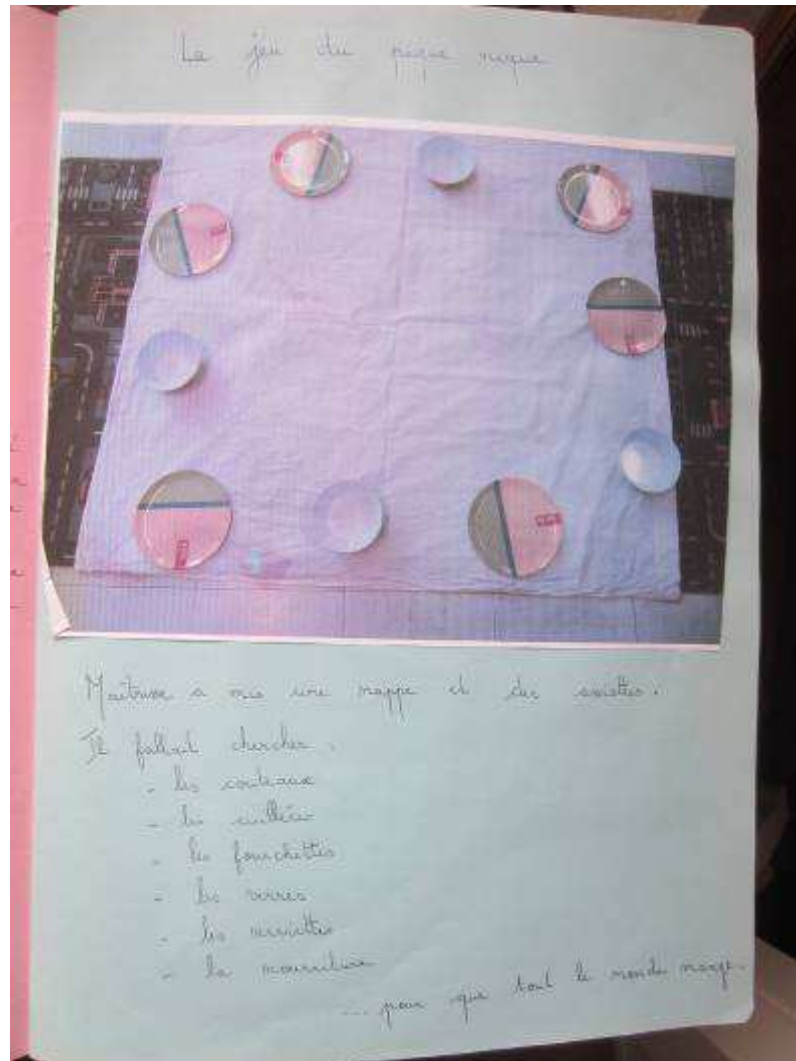 Le jeu du pique nique
Maîtresse a mis une nappe et des assiettes.
Il fallait chercher :
- les couteaux
- les cuillères
- les fourchettes
- les verres
- les serviettes
- la nourriture
... pour que tout le monde mange.